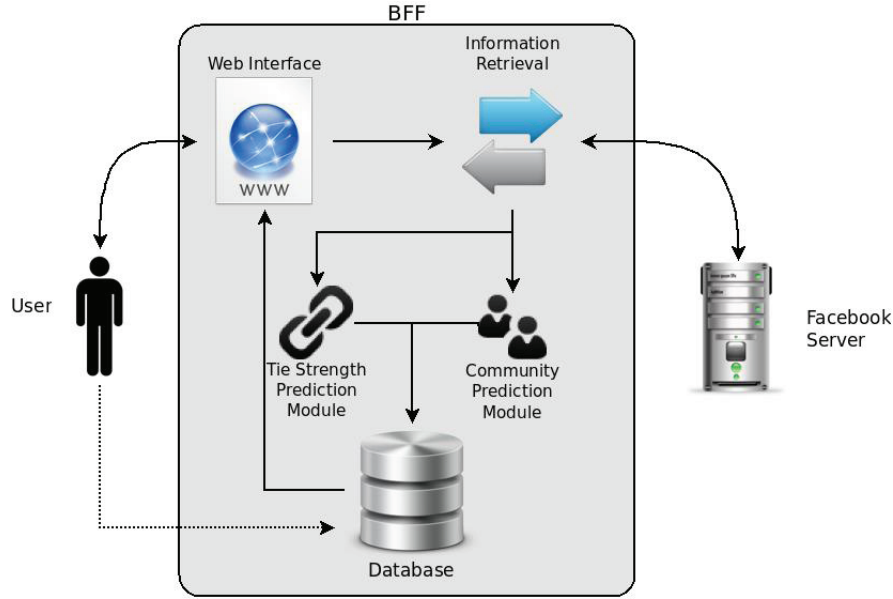 BFF
Web Interface
Information
Retrieval
WWW
User
Facebook
Server
Tie Strength
Prediction
Module
Community
Prediction
Module
Database